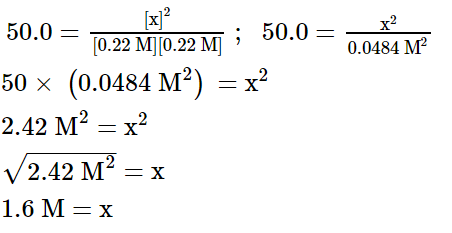 50.0 = [x]² / [0.22 M][0.22 M] ; 50.0 = x² / 0.0484 M²
50 × (0.0484 M²) = x²
2.42 M² = x²
√2.42 M² = x
1.6 M = x